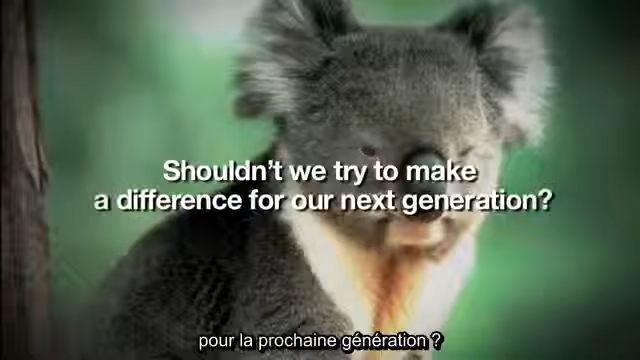 Shouldn't we try to make
a difference for our next generation?
pour la prochaine génération ?